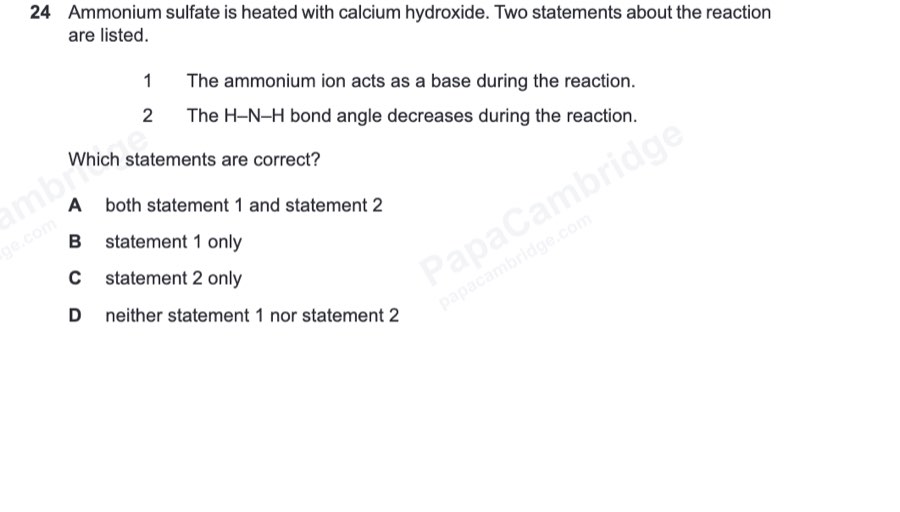 24 Ammonium sulfate is heated with calcium hydroxide. Two statements about the reaction
are listed.
1 The ammonium ion acts as a base during the reaction.
2 The H–N–H bond angle decreases during the reaction.
Which statements are correct?
A both statement 1 and statement 2
B statement 1 only
C statement 2 only
D neither statement 1 nor statement 2
ambridge
ge.com
PapaCambridge
papacambridge.com